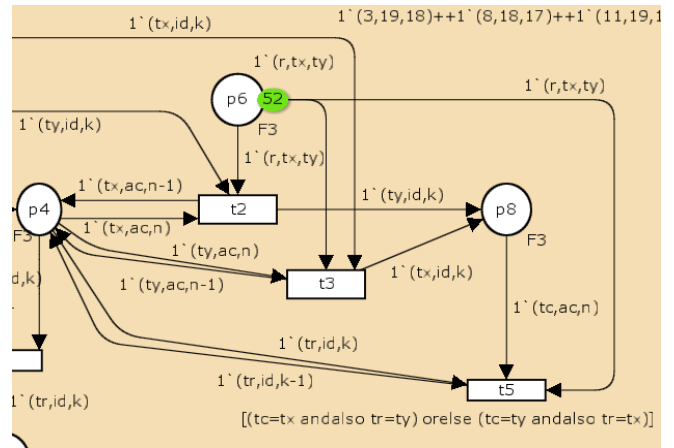 1`(tx,id,k)
1`(3,19,18)++1`(8,18,17)++1`(11,19,1
1`(r,tx,ty)
p6
52
F3
1`(r,tx,ty)
1`(ty,id,k)
1`(r,tx,ty)
1`(tx,ac,n-1)
1`(ty,id,k)
p4
t2
p8
F3
1`(tx,ac,n)
F3
1`(ty,ac,n)
d,k)
1`(ty,ac,n-1)
t3
1`(tx,id,k)
1`(tc,ac,n)
1`(tr,id,k)
1`(tr,id,k-1)
t5
1`(tr,id,k)
[(tc=tx andalso tr=ty) orelse (tc=ty andalso tr=tx)]